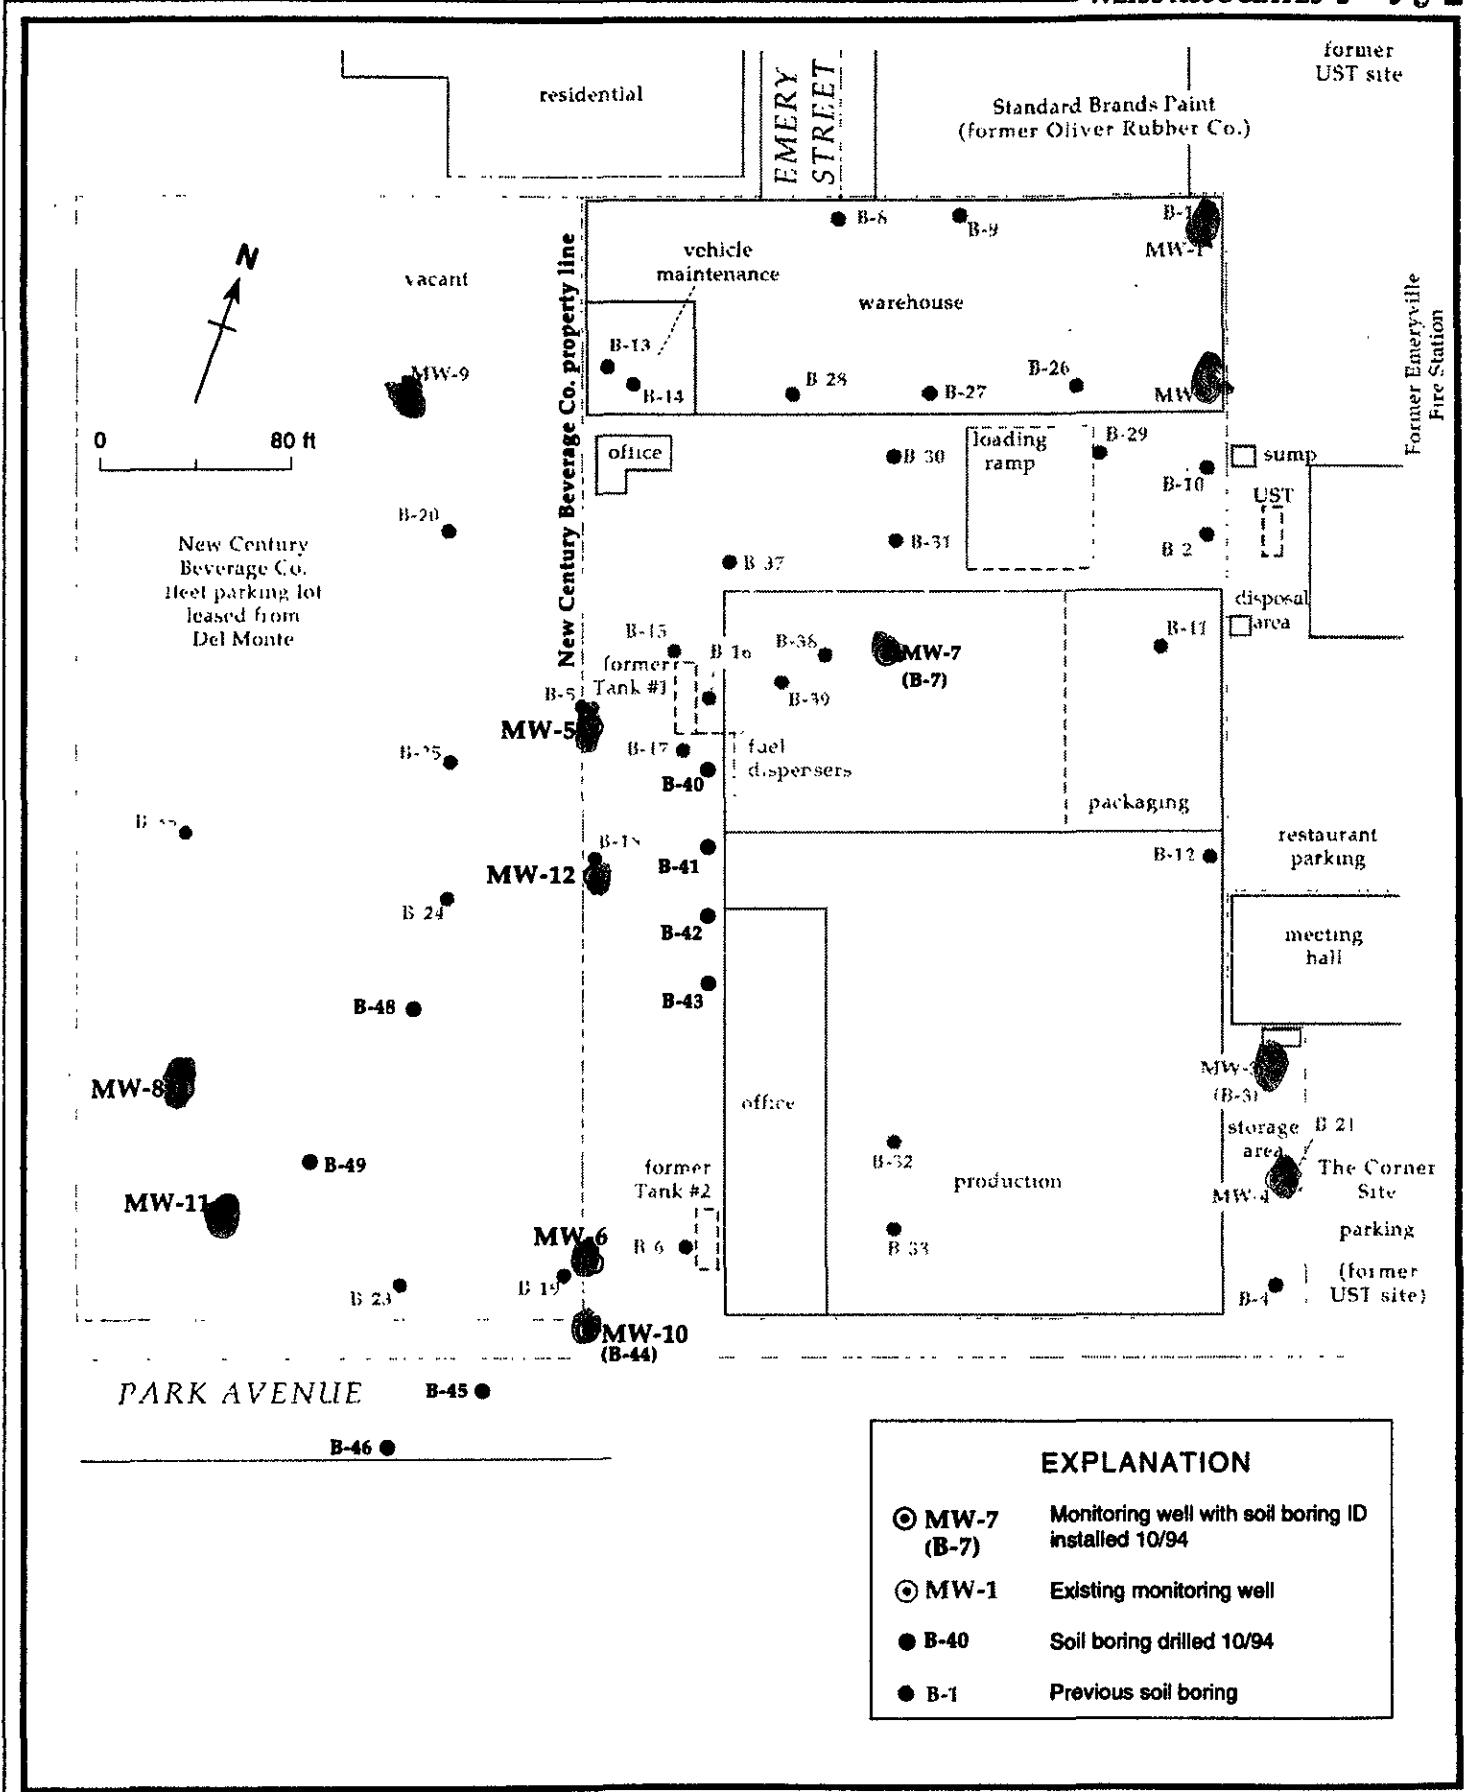 former
UST site
residential
EMERY
STREET
Standard Brands Paint
(former Oliver Rubber Co.)
B-8
B-9
B-1
MW-1
N
vacant
vehicle
maintenance
warehouse
New Century Beverage Co. property line
Former Emeryville
Fire Station
B-13
B-14
MW-9
B-28
B-27
B-26
MW
0 80 ft
office
B-30
loading
ramp
B-29
sump
B-10
UST
B-20
B-31
B-2
B-37
New Century
Beverage Co.
fleet parking lot
leased from
Del Monte
disposal
area
B-15
B-16
B-38
MW-7
(B-7)
B-11
former
Tank #1
B-39
B-5
MW-5
B-17
fuel
dispensers
B-40
B-25
packaging
restaurant
parking
MW-12
B-41
B-12
B-24
B-42
meeting
hall
B-48
B-43
MW-8
MW-3
(B-3)
office
storage
area
B-21
B-49
B-32
production
former
Tank #2
The Corner
Site
MW-4
MW-11
parking
MW-6
B-6
B-33
(former
UST site)
B-19
B-23
B-4
MW-10
(B-44)
PARK AVENUE
B-45
B-46
EXPLANATION
MW-7 Monitoring well with soil boring ID
(B-7) installed 10/94
MW-1 Existing monitoring well
B-40 Soil boring drilled 10/94
B-1 Previous soil boring